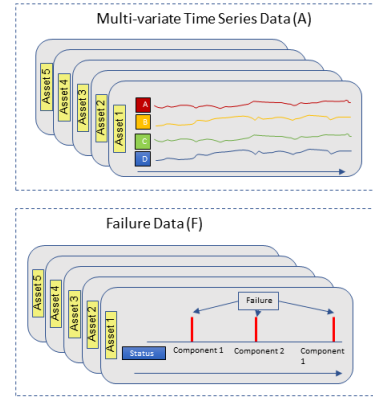 Multi-variate Time Series Data (A)
Asset 5
Asset 4
Asset 3
Asset 2
Asset 1
A
B
C
D
Failure Data (F)
Asset 5
Asset 4
Asset 3
Asset 2
Asset 1
Failure
Status
Component 1
Component 2
Component
1